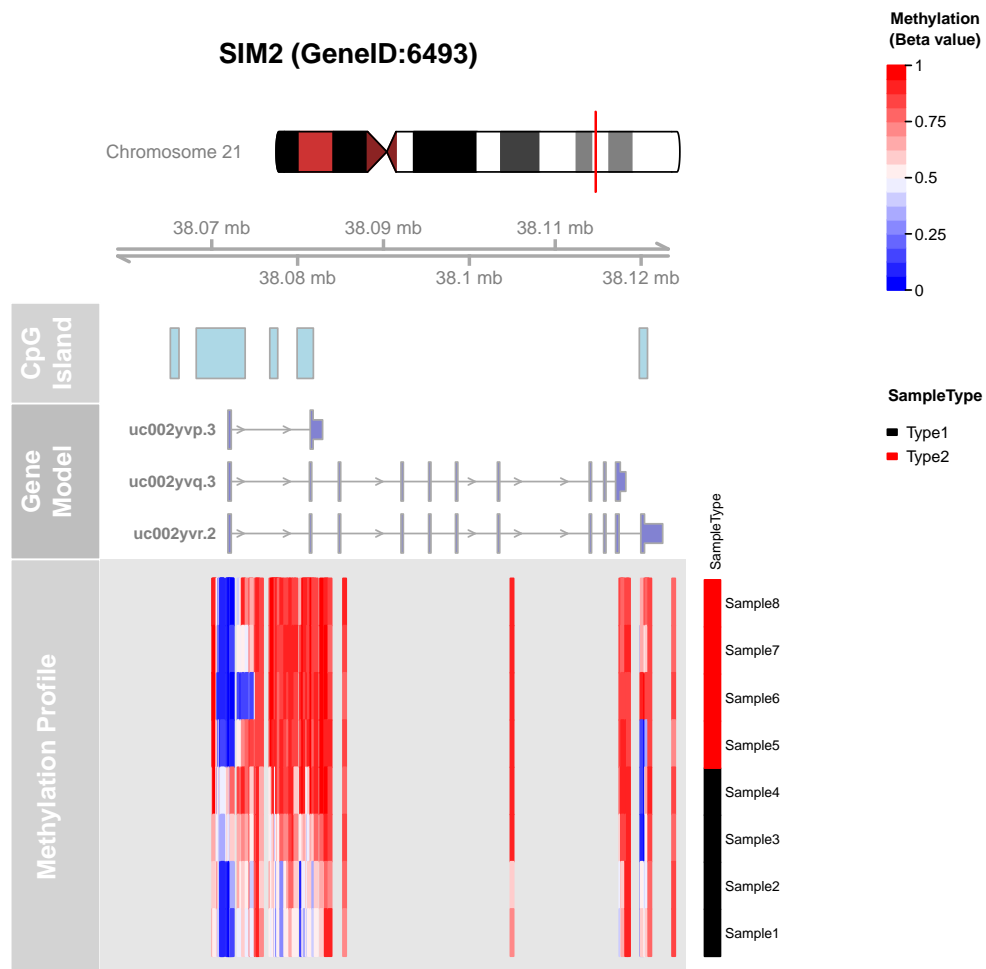 SIM2 (GeneID:6493)
Methylation
(Beta value)
1
0.75
0.5
0.25
0
Chromosome 21
38.07 mb
38.09 mb
38.11 mb
38.08 mb
38.1 mb
38.12 mb
CpG
Island
SampleType
Type1
Type2
Gene
Model
uc002yvp.3
uc002yvq.3
uc002yvr.2
SampleType
Methylation Profile
Sample8
Sample7
Sample6
Sample5
Sample4
Sample3
Sample2
Sample1